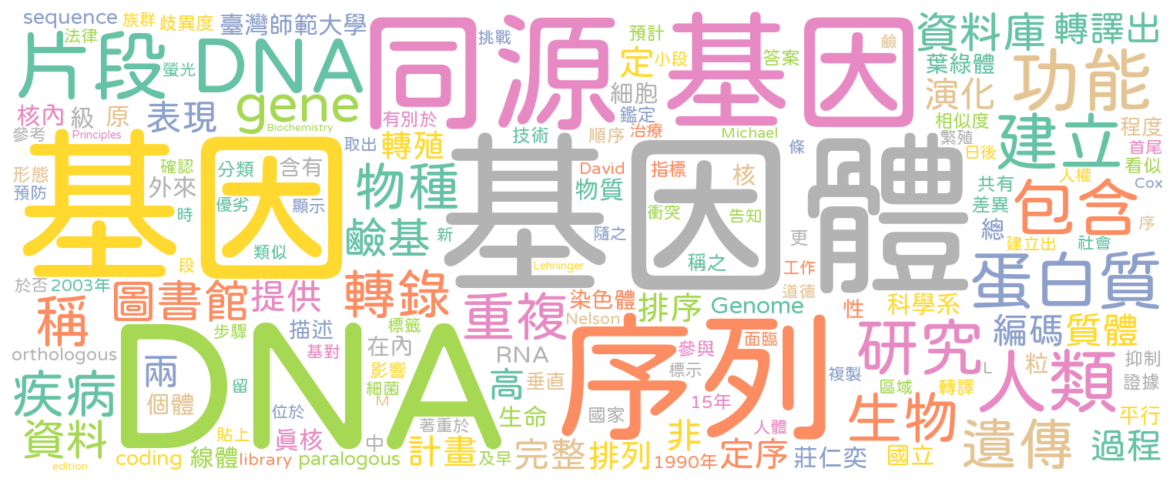 sequence 族群 歧異度 臺灣師範大學 同源基因 挑戰 預計 資料庫 轉譯出
法律 片段 DNA 螢光 定 小段 答案 葉綠體 功能
gene 細胞 演化
核內 級 原 表現 有別於 鑑定 相似度 程度
參考 Principles Biochemistry 轉殖 技術 順序 治療 Michael 繁殖 鹼 建立 首尾
基因 確認 取出 基因體 條 日後 看似
形態 分類 含有 物種 David 指標 核 共有 人權 Cox
預防 外來 優劣 顯示 物質 衝突 告知 差異 包含
時 類似 鹼基 新 隨之 更 總 建立出 社會 序
段 Lehninger 稱之 工作 蛋白質
於否 2003年 圖書館 提供 轉錄 重複 染色體 排序 Genome 道德 性 科學系
稱 步驟 描述 標籤 Nelson 序列 面臨 研究 編碼 質體
orthologous 基對 在內 RNA 參與 人類 抑制
疾病 兩 DNA 留 影響 高 垂直 標示 複製 L 粒 證據
個體 細菌 M 國家 15年 區域 轉譯
資料 貼上 位於 著重於 生命 人體 生物 遺傳 平行
眞核 中 計畫 非 過程
edition coding 線體 library paralogous 及早 完整 排列 1990年 定序 莊仁奕 國立